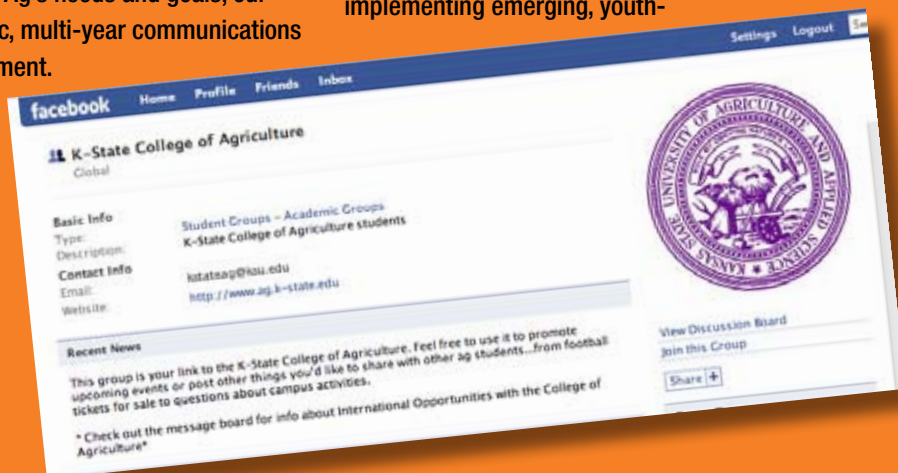 Ag's needs and goals, our
c, multi-year communications
ment.
implementing emerging, youth-
facebook Home Profile Friends Inbox Settings Logout
K-State College of Agriculture
Global
Basic Info
Type: Student Groups - Academic Groups
Description: K-State College of Agriculture students
Contact Info
Email: kstateag@ksu.edu
Website: http://www.ag.k-state.edu
Recent News
This group is your link to the K-State College of Agriculture. Feel free to use it to promote
upcoming events or post other things you'd like to share with other ag students...from football
tickets for sale to questions about campus activities.
* Check out the message board for info about International Opportunities with the College of
Agriculture*
KANSAS STATE UNIVERSITY OF AGRICULTURE AND APPLIED SCIENCE
View Discussion Board
Join this Group
Share +